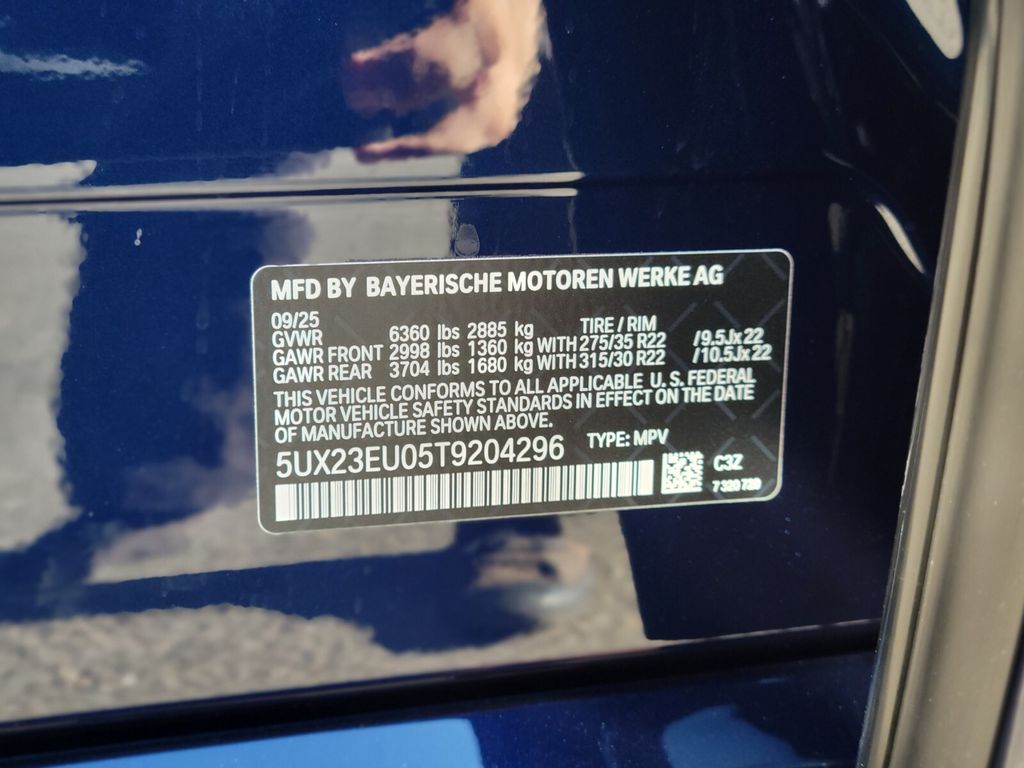 MFD BY BAYERISCHE MOTOREN WERKE AG
09/25
GVWR 6360 lbs 2885 kg TIRE / RIM
GAWR FRONT 2998 lbs 1360 kg WITH 275/35 R22 /9.5Jx22
GAWR REAR 3704 lbs 1680 kg WITH 315/30 R22 /10.5Jx22
THIS VEHICLE CONFORMS TO ALL APPLICABLE U.S. FEDERAL
MOTOR VEHICLE SAFETY STANDARDS IN EFFECT ON THE DATE
OF MANUFACTURE SHOWN ABOVE.
5UX23EU05T9204296 TYPE: MPV
C3Z
7 320 720